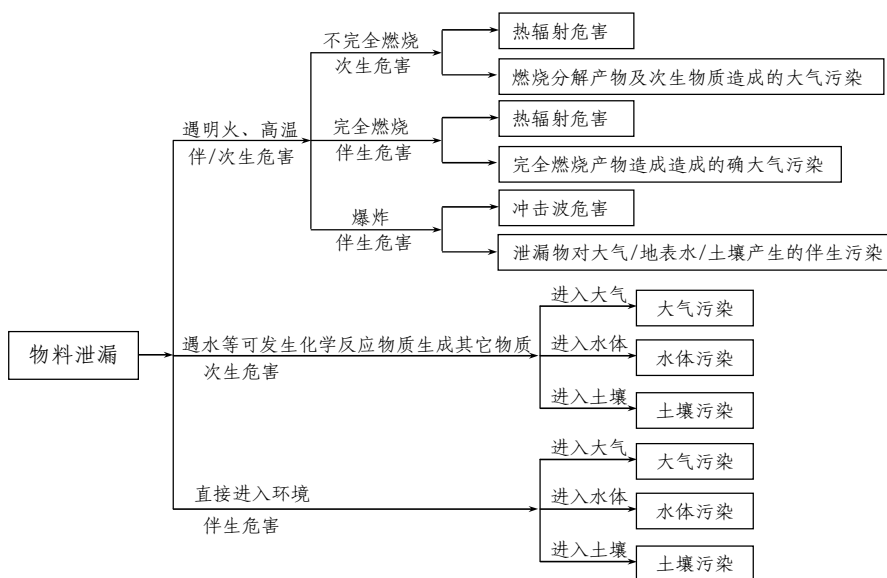 不完全燃烧
次生危害
热辐射危害
燃烧分解产物及次生物质造成的大气污染
遇明火、高温
伴/次生危害
完全燃烧
伴生危害
热辐射危害
完全燃烧产物造成造成的确大气污染
爆炸
伴生危害
冲击波危害
泄漏物对大气/地表水/土壤产生的伴生污染
物料泄漏
遇水等可发生化学反应物质生成其它物质
次生危害
进入大气
大气污染
进入水体
水体污染
进入土壤
土壤污染
直接进入环境
伴生危害
进入大气
大气污染
进入水体
水体污染
进入土壤
土壤污染